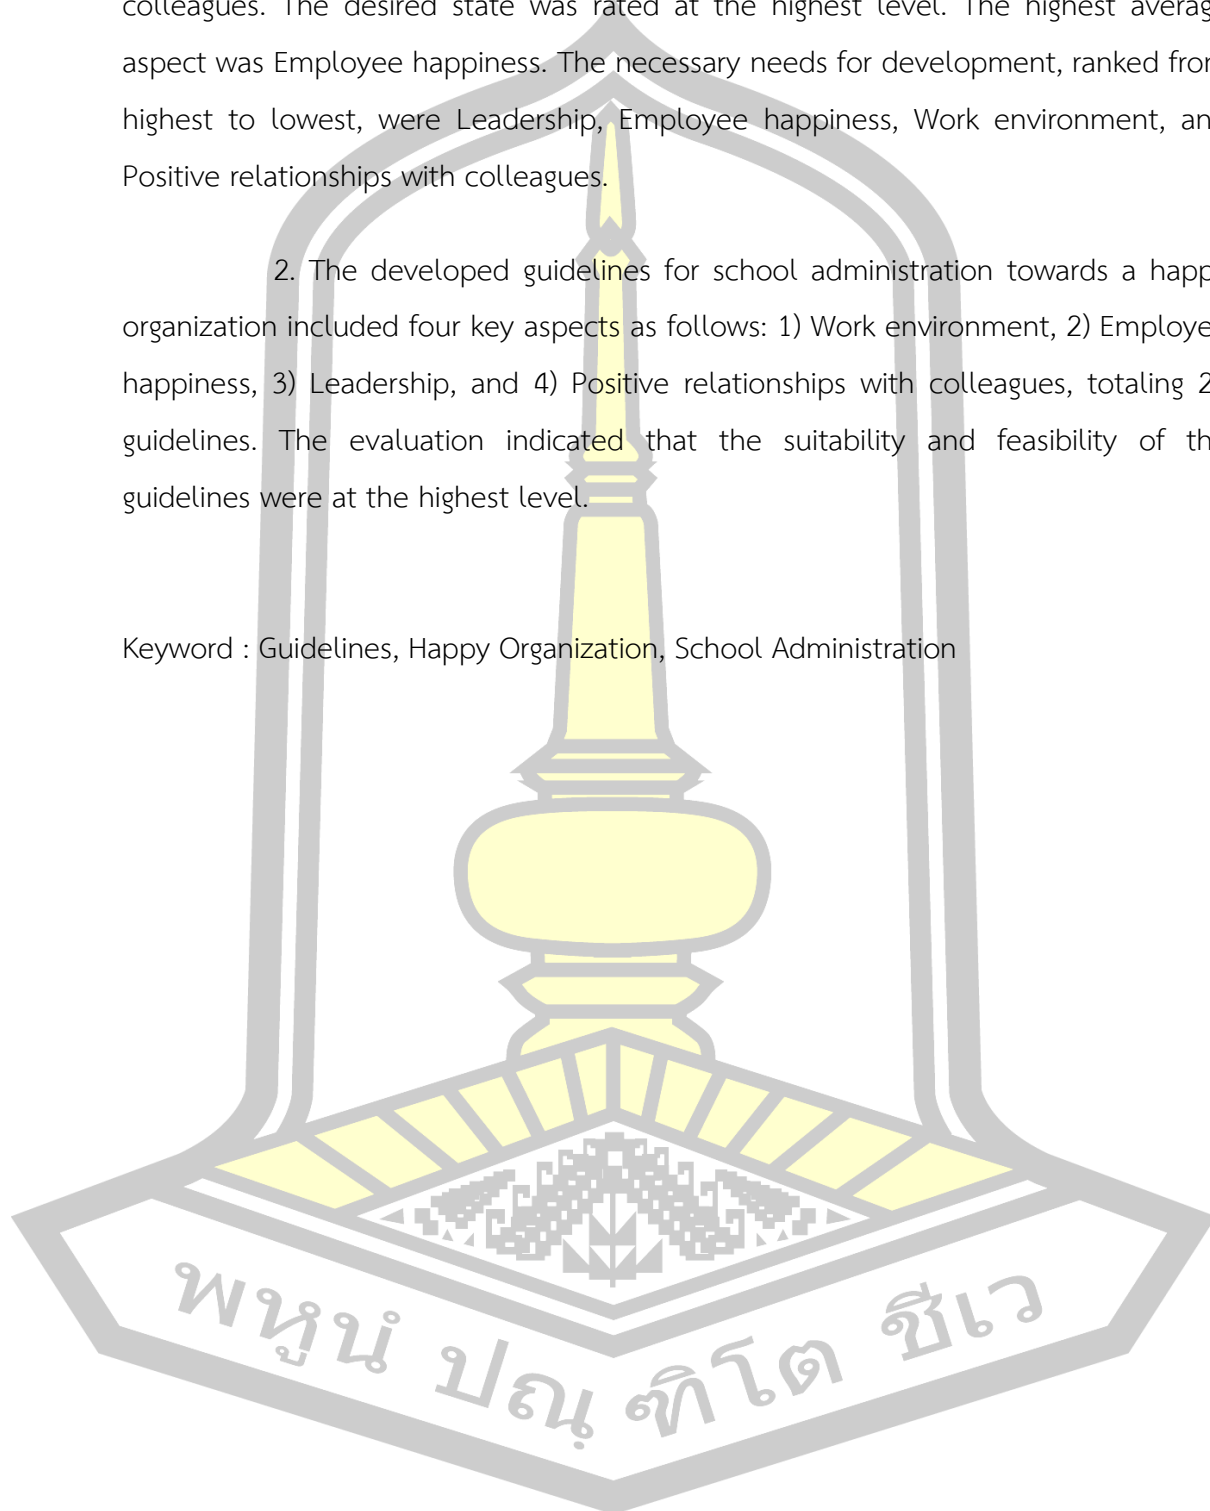 colleagues. The desired state was rated at the highest level. The highest averag
aspect was Employee happiness. The necessary needs for development, ranked fror
highest to lowest, were Leadership, Employee happiness, Work environment, an
Positive relationships with colleagues.
2. The developed guidelines for school administration towards a happ
organization included four key aspects as follows: 1) Work environment, 2) Employe
happiness, 3) Leadership, and 4) Positive relationships with colleagues, totaling 2
guidelines. The evaluation indicated that the suitability and feasibility of th
guidelines were at the highest level.
Keyword : Guidelines, Happy Organization, School Administration
พหูนํ ปณฺ ฑิโต ชีเว